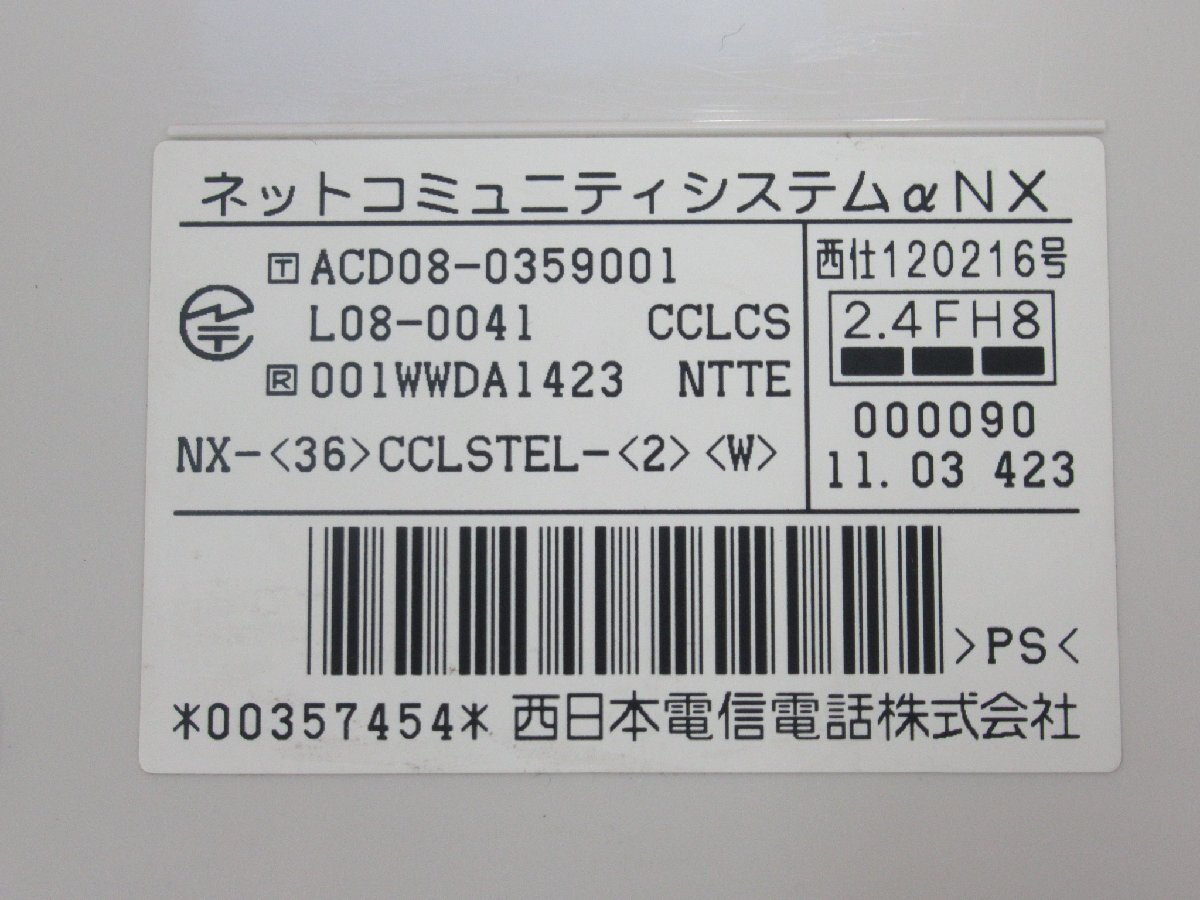 ネットコミュニティシステムαNX
T ACD08-0359001
L08-0041 CCLCS
R 001WWDA1423 NTTE
NX-<36>CCLSTEL-<2><W>
西仕120216号
2.4FH8
000090
11.03 423
>PS<
*00357454* 西日本電信電話株式会社